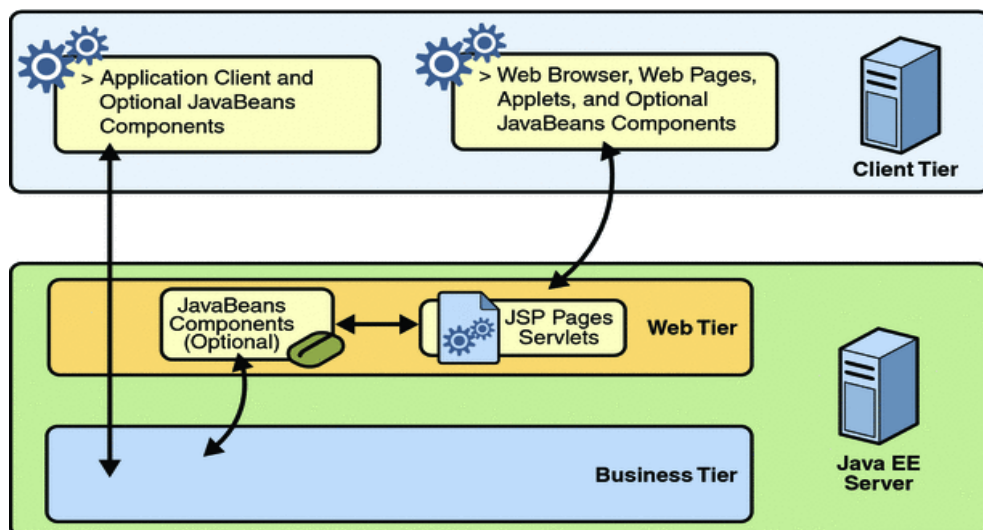 > Application Client and
Optional JavaBeans
Components
> Web Browser, Web Pages,
Applets, and Optional
JavaBeans Components
Client Tier
JavaBeans
Components
(Optional)
JSP Pages
Servlets
Web Tier
Business Tier
Java EE
Server